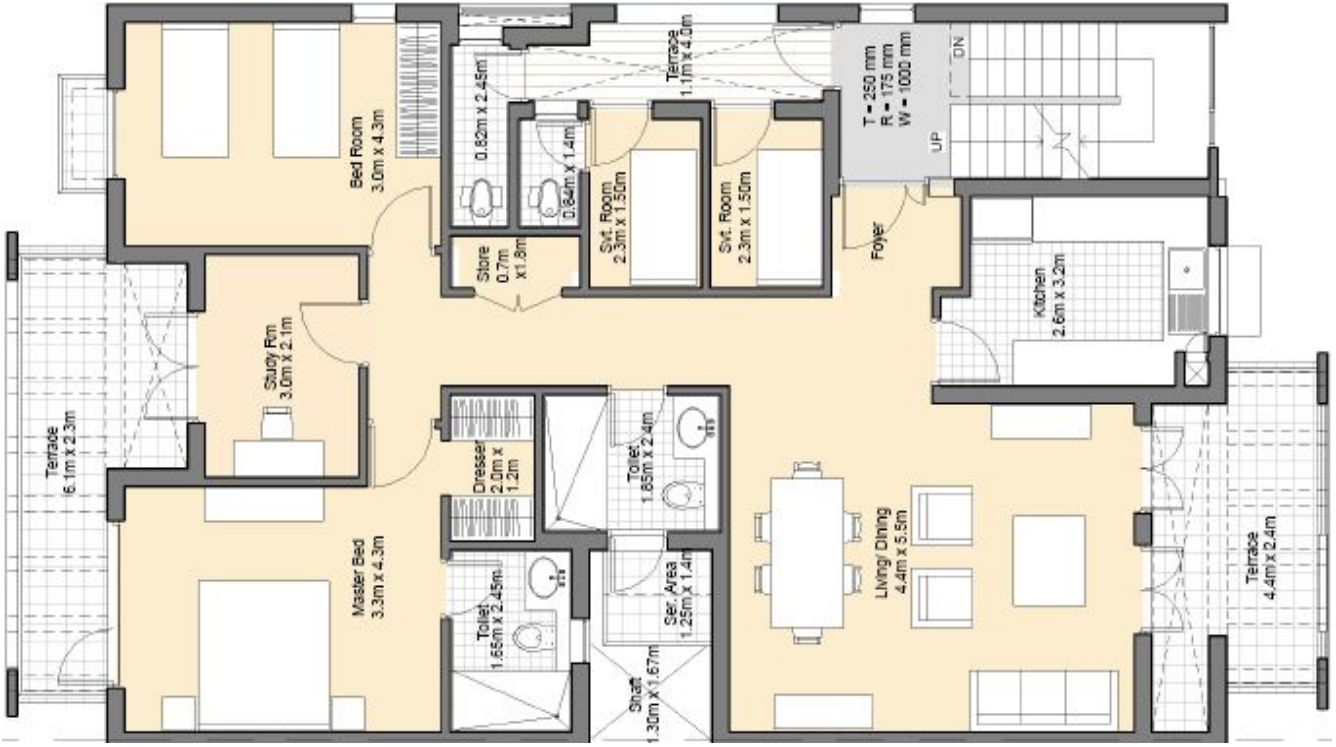 Bed Room
3.0m x 4.3m
0.82m x 2.45m
Terrace
1.1m x 4.0m
T = 250 mm
R = 175 mm
W = 1000 mm
DN
UP
0.84m x 1.4m
Svt. Room
2.3m x 1.50m
Svt. Room
2.3m x 1.50m
Foyer
Store
0.7m
x1.8m
Kitchen
2.6m x 3.2m
Study Rm
3.0m x 2.1m
Terrace
6.1m x 2.3m
Dresser
2.0m x
1.2m
Toilet
1.85m x 2.4m
Master Bed
3.3m x 4.3m
Toilet
1.65m x 2.45m
Ser. Area
1.25m x 1.4m
Shaft
1.30m x 1.67m
Living/ Dining
4.4m x 5.5m
Terrace
4.4m x 2.4m